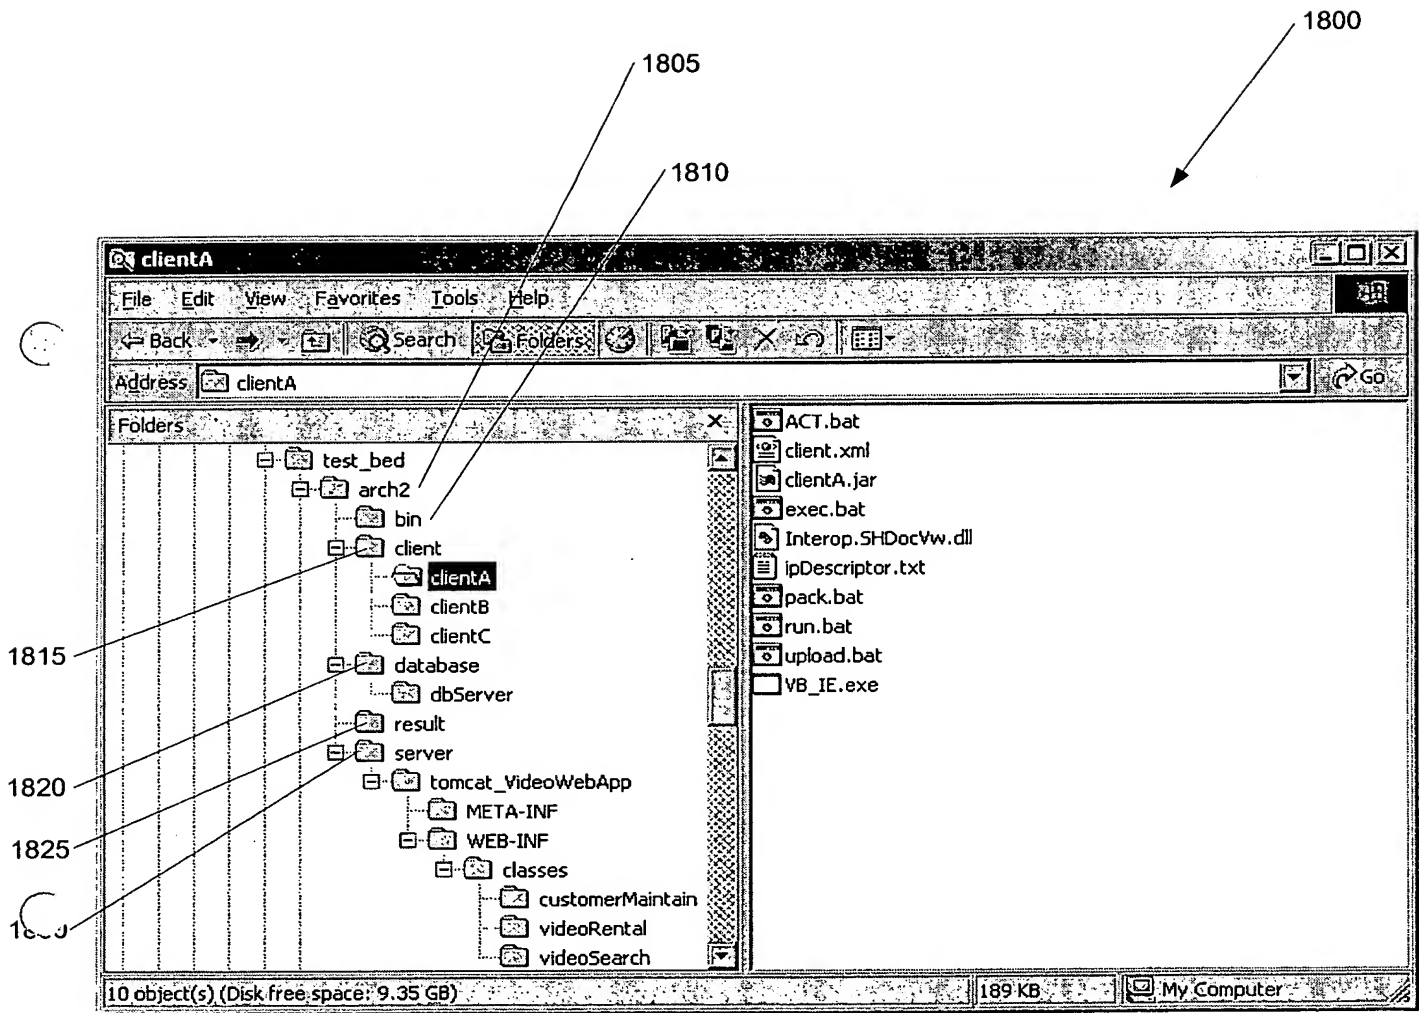 1800
1805
1810
clientA
File Edit View Favorites Tools Help
Back Search Folders
Address clientA Go
Folders
test_bed
arch2
bin
client
clientA
clientB
clientC
database
dbServer
result
server
tomcat_VideoWebApp
META-INF
WEB-INF
classes
customerMaintain
videoRental
videoSearch
ACT.bat
client.xml
clientA.jar
exec.bat
Interop.SHDocVw.dll
ipDescriptor.txt
pack.bat
run.bat
upload.bat
VB_IE.exe
1815
1820
1825
10 object(s) (Disk free space: 9.35 GB) 189 KB My Computer